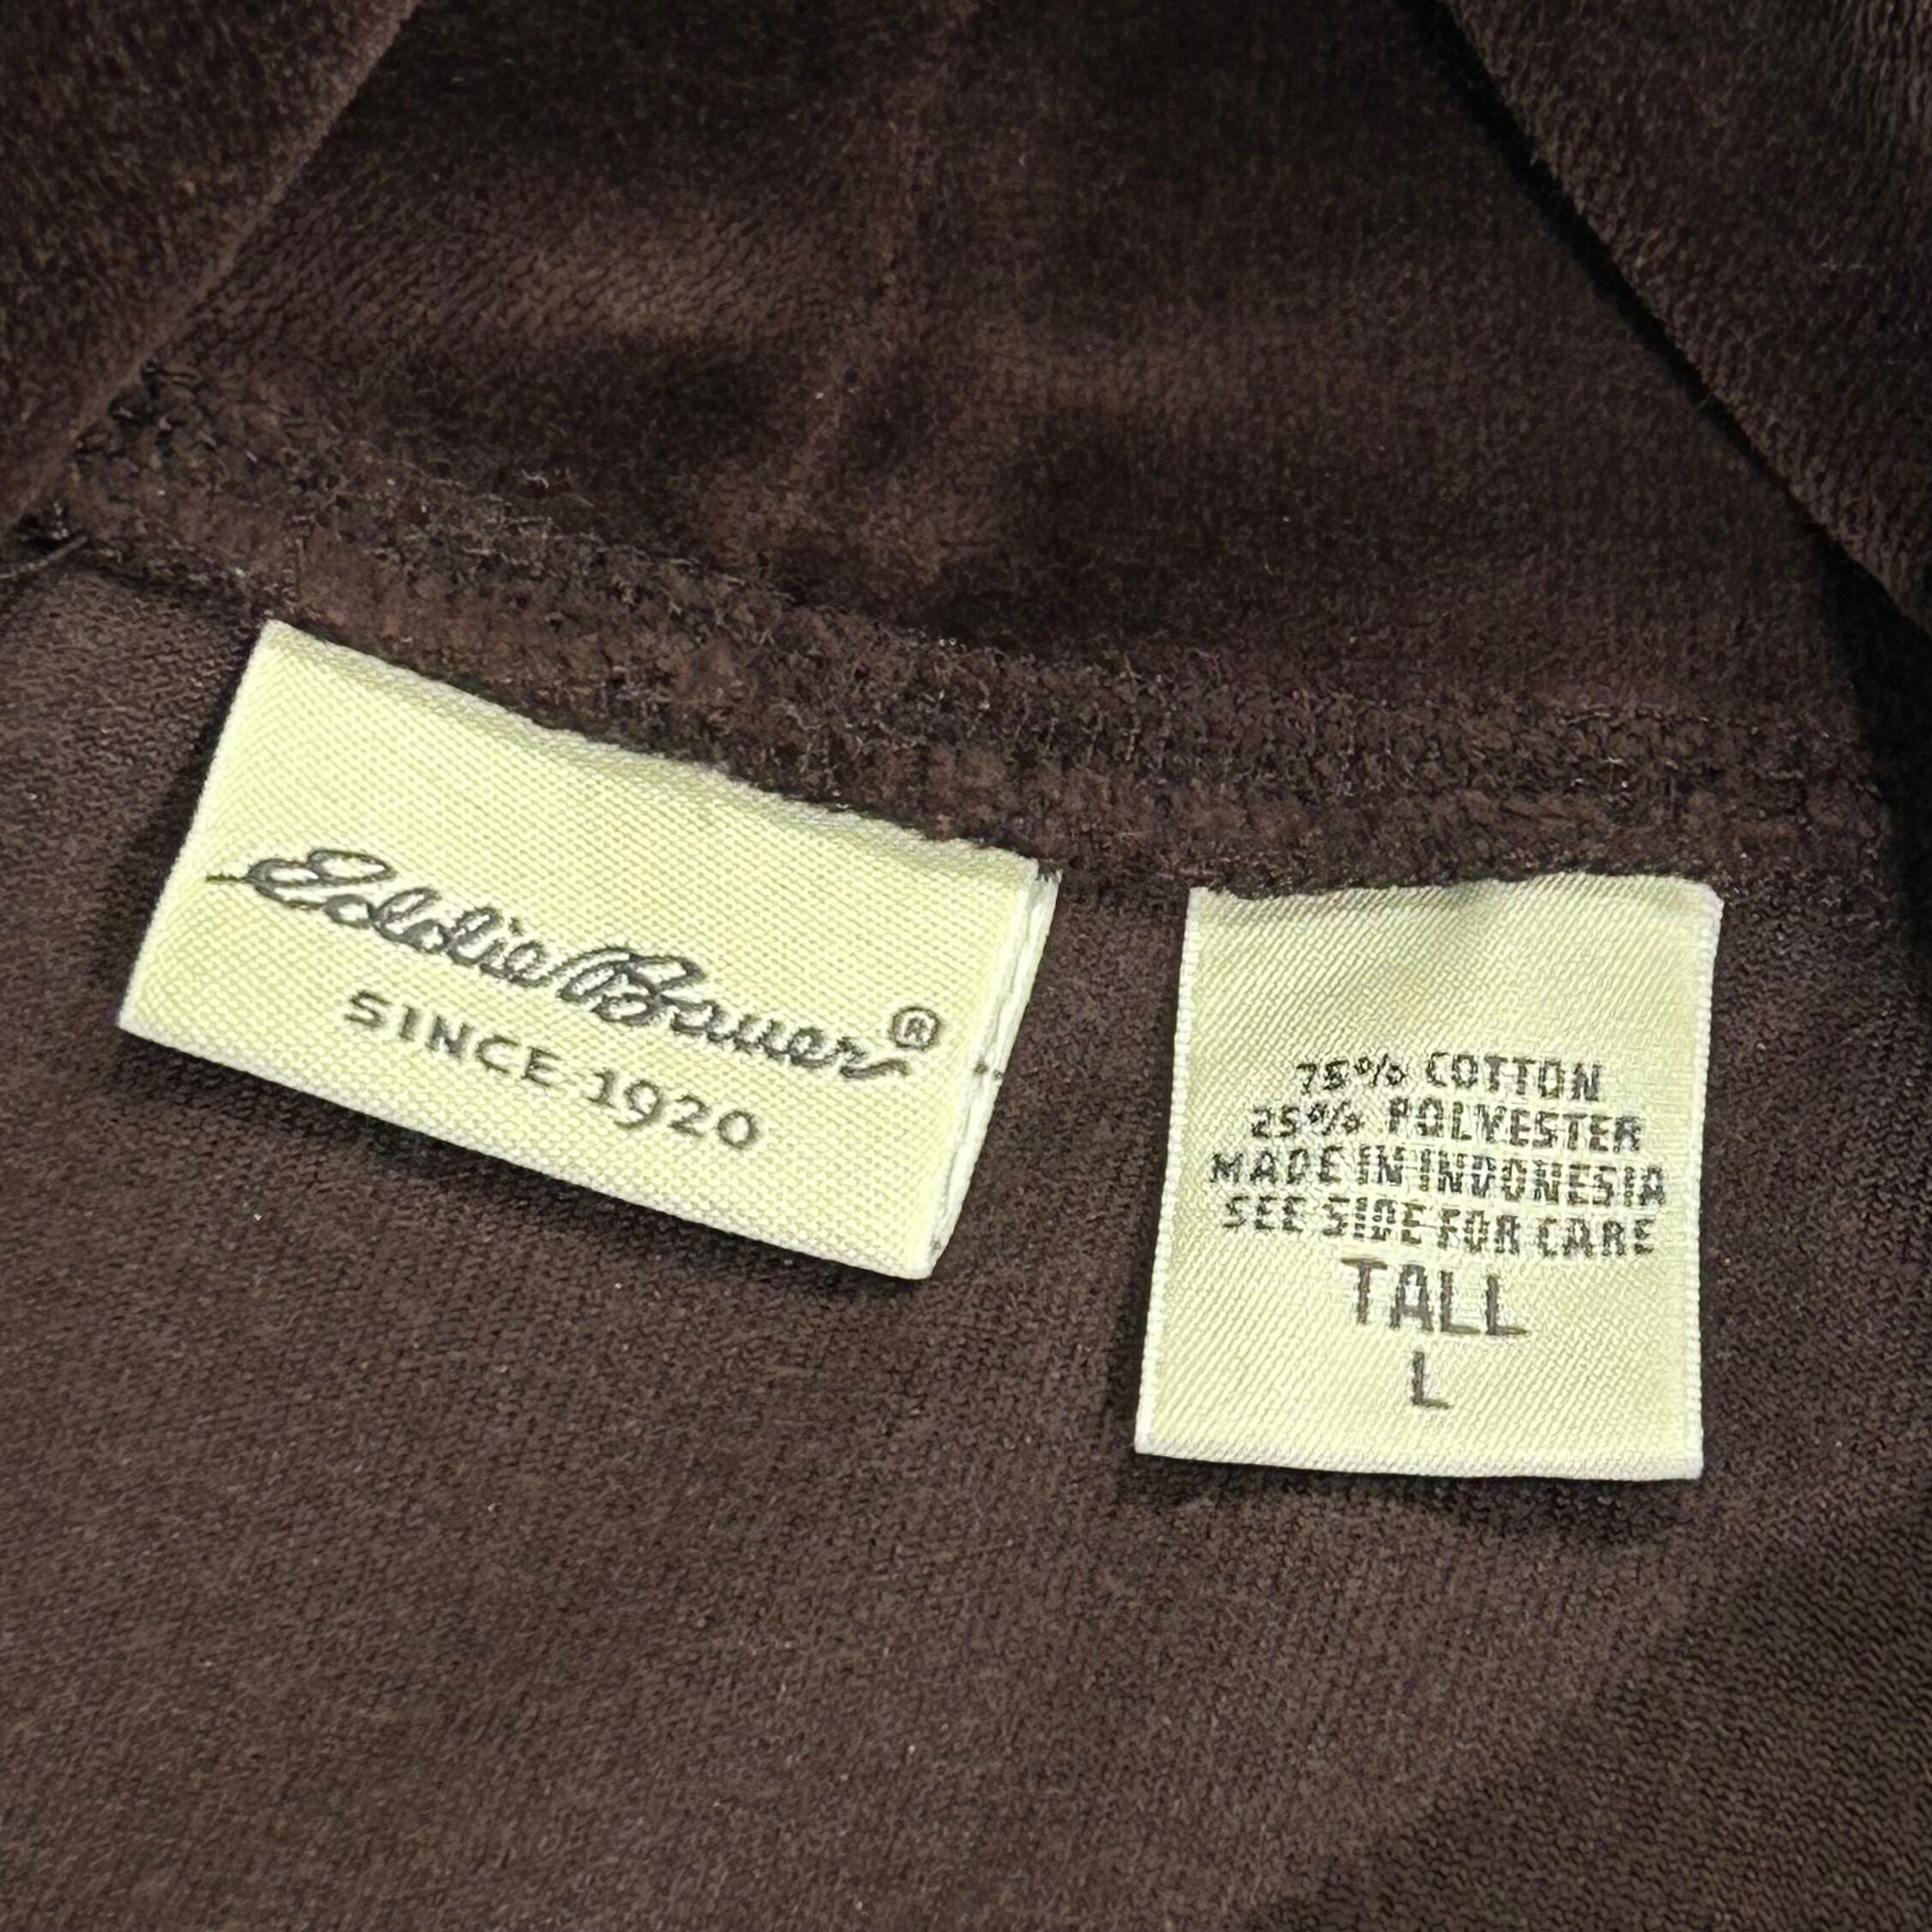 Eddie Bauer®
SINCE 1920
75% COTTON
25% POLYESTER
MADE IN INDONESIA
SEE SIDE FOR CARE
TALL
L